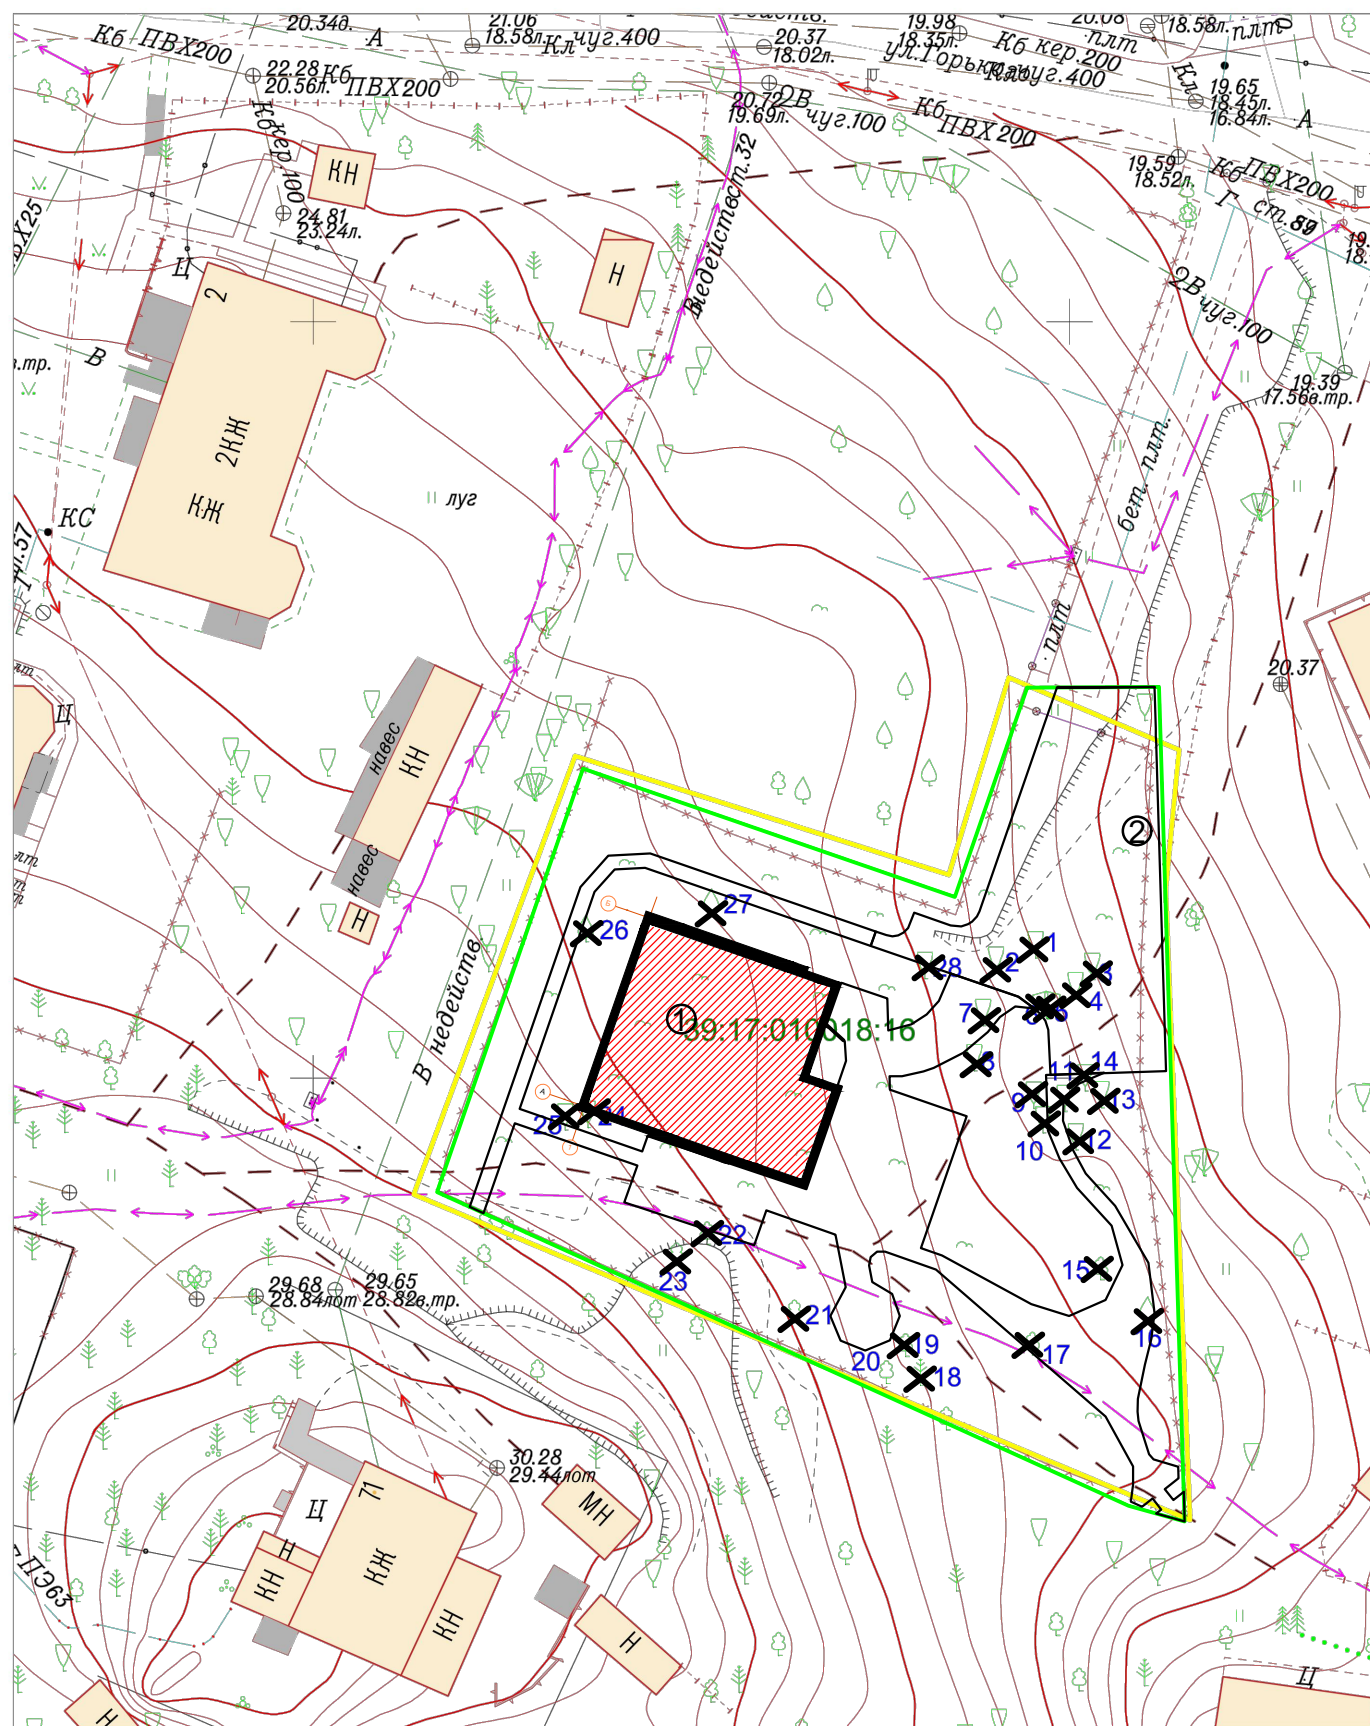 20.34д.
А
21.06
18.58л.
Кл чуг.400
20.37
18.02л.
19.98
18.35л.
ул.Горького
Кб кер.200
чуг.400
20.08
плт
18.58л.
плт
Кб ПВХ200
22.28
20.56л.
Кб
ПВХ200
20.72
19.69л.
2В
чуг.100
Кб
ПВХ200
Кл
19.65
18.45л.
16.84л.
А
Кб
кер.100
КН
24.81
23.24л.
19.59
18.52л.
Кб
ПВХ200
Г
ст.
Ц
2
Н
В
недейств.
ст.32
2В
чуг.100
В
в.тр.
19.39
17.56в.тр.
2КЖ
КЖ
луг
КС
бет.плт.
плт
20.37
Ц
навес
КН
навес
Н
В недейств.
2
1
39:17:010018:16
27
26
28
2
1
3
4
5
7
8
9
10
11
14
13
12
25
24
22
23
21
15
16
17
19
20
18
6
А
29.68
28.84лот
29.65
28.82в.тр.
30.28
29.44лот
71
Ц
МН
Н
КН
КЖ
КН
Н
ПЭ63
Н
Ц